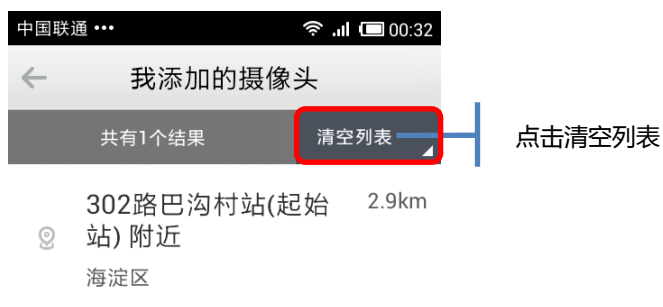 中国联通 ••• 00:32
我添加的摄像头
共有1个结果 清空列表
点击清空列表
302路巴沟村站(起始 2.9km
站) 附近
海淀区